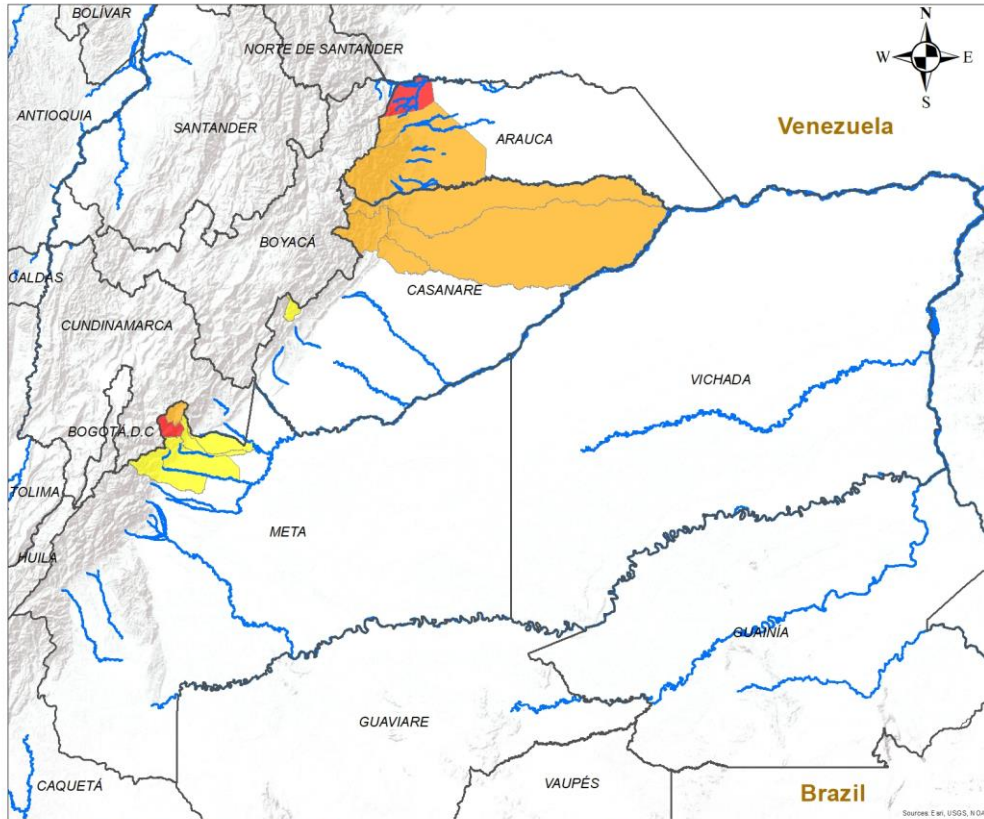 BOLÍVAR
NORTE DE SANTANDER
N
W
E
S
ANTIOQUIA
SANTANDER
ARAUCA
Venezuela
BOYACÁ
CALDAS
CASANARE
CUNDINAMARCA
VICHADA
BOGOTÁ, D.C
TOLIMA
META
HUILA
GUAINÍA
GUAVIARE
CAQUETÁ
VAUPÉS
Brazil
Sources: Esri, USGS, NOA